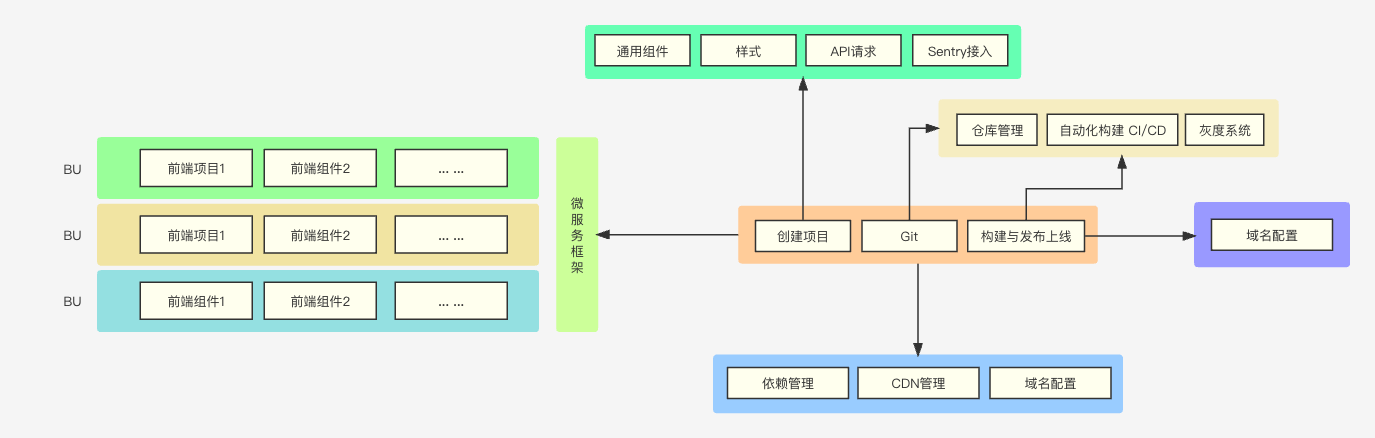 通用组件
样式
API请求
Sentry接入
仓库管理
自动化构建 CI/CD
灰度系统
BU
前端项目1
前端组件2
... ...
BU
前端项目1
前端组件2
... ...
BU
前端组件1
前端组件2
... ...
微
服
务
框
架
创建项目
Git
构建与发布上线
域名配置
依赖管理
CDN管理
域名配置